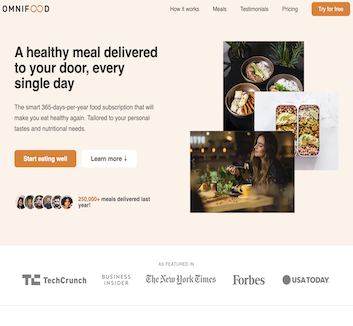 OMNIFOOD
How it works
Meals
Testimonials
Pricing
Try for free
A healthy meal delivered
to your door, every
single day
The smart 365-days-per-year food subscription that will
make you eat healthy again. Tailored to your personal
tastes and nutritional needs.
Start eating well
Learn more ↓
250,000+ meals delivered last
year!
AS FEATURED IN
TechCrunch
BUSINESS
INSIDER
The New York Times
Forbes
USA TODAY